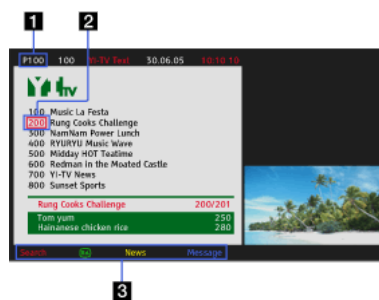 1 2
P100 100 YI-TV Text 30.06.05 10:10:10
YiTV
100 Music La Festa
200 Rung Cooks Challenge
300 NamNam Power Lunch
400 RYURYU Music Wave
500 Midday HOT Teatime
600 Redman in the Moated Castle
700 YI-TV News
800 Sunset Sports
Rung Cooks Challenge 200/201
Tom yum 250
Hainanese chicken rice 280
Search News Message
3